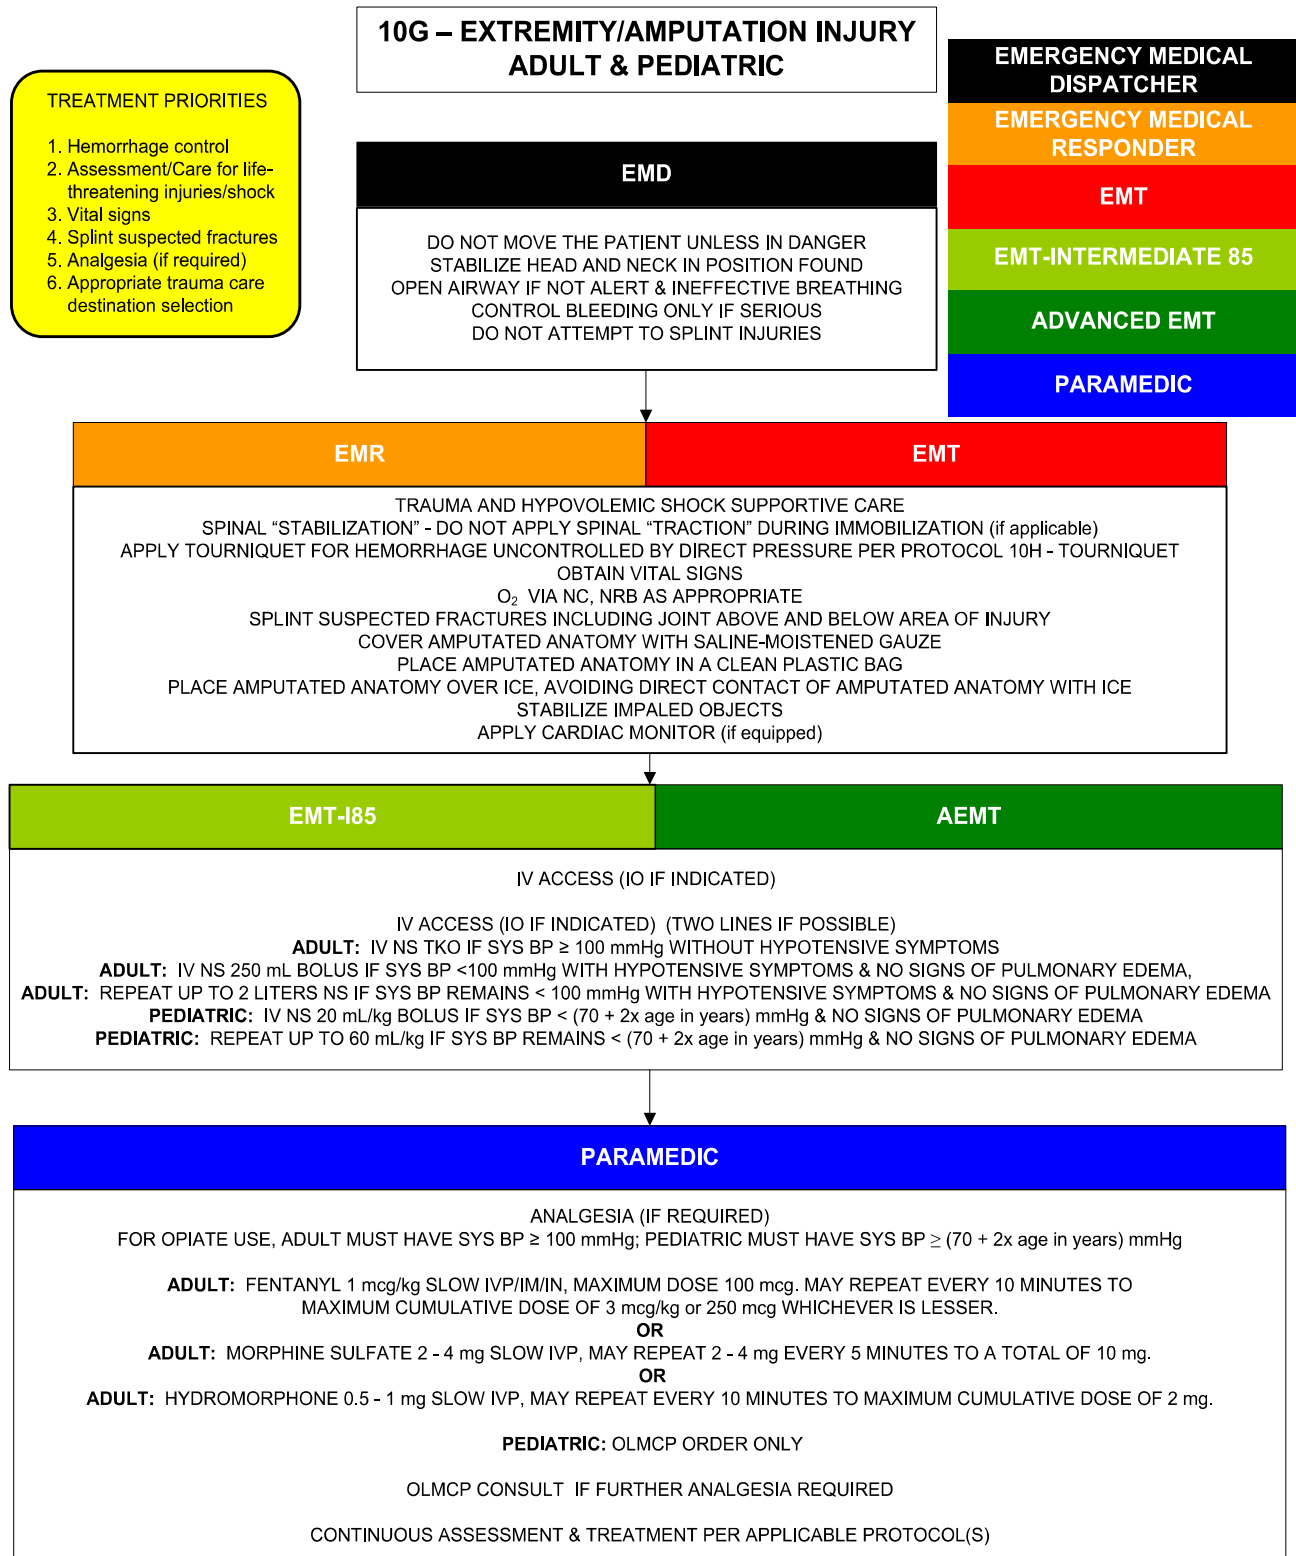 10G – EXTREMITY/AMPUTATION INJURY
ADULT & PEDIATRIC
TREATMENT PRIORITIES
1. Hemorrhage control
2. Assessment/Care for life-
threatening injuries/shock
3. Vital signs
4. Splint suspected fractures
5. Analgesia (if required)
6. Appropriate trauma care
destination selection
EMERGENCY MEDICAL
DISPATCHER
EMERGENCY MEDICAL
RESPONDER
EMT
EMT-INTERMEDIATE 85
ADVANCED EMT
PARAMEDIC
EMD
DO NOT MOVE THE PATIENT UNLESS IN DANGER
STABILIZE HEAD AND NECK IN POSITION FOUND
OPEN AIRWAY IF NOT ALERT & INEFFECTIVE BREATHING
CONTROL BLEEDING ONLY IF SERIOUS
DO NOT ATTEMPT TO SPLINT INJURIES
EMR
EMT
TRAUMA AND HYPOVOLEMIC SHOCK SUPPORTIVE CARE
SPINAL “STABILIZATION” - DO NOT APPLY SPINAL “TRACTION” DURING IMMOBILIZATION (if applicable)
APPLY TOURNIQUET FOR HEMORRHAGE UNCONTROLLED BY DIRECT PRESSURE PER PROTOCOL 10H - TOURNIQUET
OBTAIN VITAL SIGNS
O₂ VIA NC, NRB AS APPROPRIATE
SPLINT SUSPECTED FRACTURES INCLUDING JOINT ABOVE AND BELOW AREA OF INJURY
COVER AMPUTATED ANATOMY WITH SALINE-MOISTENED GAUZE
PLACE AMPUTATED ANATOMY IN A CLEAN PLASTIC BAG
PLACE AMPUTATED ANATOMY OVER ICE, AVOIDING DIRECT CONTACT OF AMPUTATED ANATOMY WITH ICE
STABILIZE IMPALED OBJECTS
APPLY CARDIAC MONITOR (if equipped)
EMT-I85
AEMT
IV ACCESS (IO IF INDICATED)
IV ACCESS (IO IF INDICATED) (TWO LINES IF POSSIBLE)
ADULT: IV NS TKO IF SYS BP ≥ 100 mmHg WITHOUT HYPOTENSIVE SYMPTOMS
ADULT: IV NS 250 mL BOLUS IF SYS BP <100 mmHg WITH HYPOTENSIVE SYMPTOMS & NO SIGNS OF PULMONARY EDEMA,
ADULT: REPEAT UP TO 2 LITERS NS IF SYS BP REMAINS < 100 mmHg WITH HYPOTENSIVE SYMPTOMS & NO SIGNS OF PULMONARY EDEMA
PEDIATRIC: IV NS 20 mL/kg BOLUS IF SYS BP < (70 + 2x age in years) mmHg & NO SIGNS OF PULMONARY EDEMA
PEDIATRIC: REPEAT UP TO 60 mL/kg IF SYS BP REMAINS < (70 + 2x age in years) mmHg & NO SIGNS OF PULMONARY EDEMA
PARAMEDIC
ANALGESIA (IF REQUIRED)
FOR OPIATE USE, ADULT MUST HAVE SYS BP ≥ 100 mmHg; PEDIATRIC MUST HAVE SYS BP ≥ (70 + 2x age in years) mmHg
ADULT: FENTANYL 1 mcg/kg SLOW IVP/IM/IN, MAXIMUM DOSE 100 mcg. MAY REPEAT EVERY 10 MINUTES TO
MAXIMUM CUMULATIVE DOSE OF 3 mcg/kg or 250 mcg WHICHEVER IS LESSER.
OR
ADULT: MORPHINE SULFATE 2 - 4 mg SLOW IVP, MAY REPEAT 2 - 4 mg EVERY 5 MINUTES TO A TOTAL OF 10 mg.
OR
ADULT: HYDROMORPHONE 0.5 - 1 mg SLOW IVP, MAY REPEAT EVERY 10 MINUTES TO MAXIMUM CUMULATIVE DOSE OF 2 mg.
PEDIATRIC: OLMCP ORDER ONLY
OLMCP CONSULT IF FURTHER ANALGESIA REQUIRED
CONTINUOUS ASSESSMENT & TREATMENT PER APPLICABLE PROTOCOL(S)